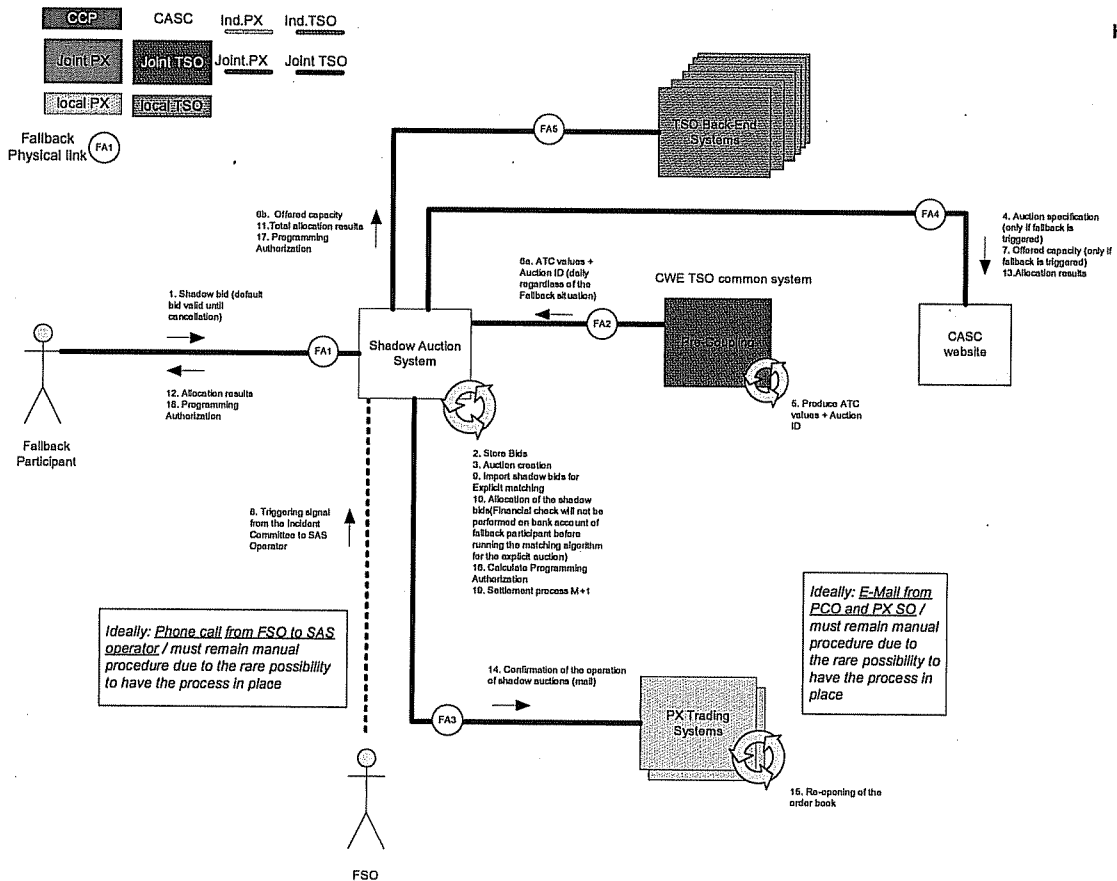 CCP
CASC
Ind.PX
Ind.TSO
Joint PX
Joint TSO
Joint.PX
Joint TSO
local PX
local TSO
Fallback
Physical link
FA1
TSO Back-End
Systems
FA5
FA4
6b. Offered capacity
11.Total allocation results
17. Programming
Authorization
4. Auction specification
(only if fallback is
triggered)
7. Offered capacity (only if
fallback is triggered)
13.Allocation results
6a. ATC values +
Auction ID (daily
regardless of the
Fallback situation)
CWE TSO common system
1. Shadow bid (default
bid valid until
cancellation)
FA1
Shadow Auction
System
FA2
Pre-Coupling
CASC
website
12. Allocation results
18. Programming
Authorization
5. Produce ATC
values + Auction
ID
Fallback
Participant
2. Store Bids
3. Auction creation
9. Import shadow bids for
Explicit matching
10. Allocation of the shadow
bids(Financial check will not be
performed on bank account of
fallback participant before
running the matching algorithm
for the explicit auction)
16. Calculate Programming
Authorization
19. Settlement process M+1
8. Triggering signal
from the Incident
Committee to SAS
Operator
Ideally: E-Mail from
PCO and PX SO /
must remain manual
procedure due to
the rare possibility to
have the process in
place
Ideally: Phone call from FSO to SAS
operator / must remain manual
procedure due to the rare possibility
to have the process in place
14. Confirmation of the operation
of shadow auctions (mail)
FA3
PX Trading
Systems
15. Re-opening of the
order book
FSO